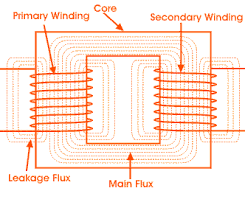 Core
Primary Winding
Secondary Winding
Leakage Flux
Main Flux